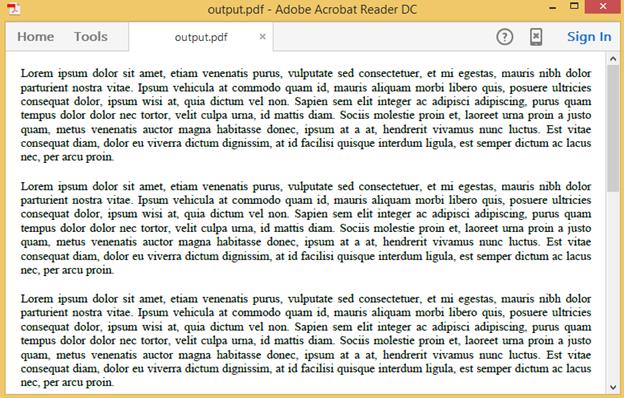 output.pdf - Adobe Acrobat Reader DC
Home Tools output.pdf × ? Sign In
Lorem ipsum dolor sit amet, etiam venenatis purus, vulputate sed consectetuer, et mi egestas, mauris nibh dolor
parturient nostra vitae. Ipsum vehicula at commodo quam id, mauris aliquam morbi libero quis, posuere ultricies
consequat dolor, ipsum wisi at, quia dictum vel non. Sapien sem elit integer ac adipisci adipiscing, purus quam
tempus dolor dolor nec tortor, velit culpa urna, id mattis diam. Sociis molestie proin et, laoreet urna proin a justo
quam, metus venenatis auctor magna habitasse donec, ipsum at a at, hendrerit vivamus nunc luctus. Est vitae
consequat diam, dolor eu viverra dictum dignissim, at id facilisi quisque interdum ligula, est semper dictum ac lacus
nec, per arcu proin.
Lorem ipsum dolor sit amet, etiam venenatis purus, vulputate sed consectetuer, et mi egestas, mauris nibh dolor
parturient nostra vitae. Ipsum vehicula at commodo quam id, mauris aliquam morbi libero quis, posuere ultricies
consequat dolor, ipsum wisi at, quia dictum vel non. Sapien sem elit integer ac adipisci adipiscing, purus quam
tempus dolor dolor nec tortor, velit culpa urna, id mattis diam. Sociis molestie proin et, laoreet urna proin a justo
quam, metus venenatis auctor magna habitasse donec, ipsum at a at, hendrerit vivamus nunc luctus. Est vitae
consequat diam, dolor eu viverra dictum dignissim, at id facilisi quisque interdum ligula, est semper dictum ac lacus
nec, per arcu proin.
Lorem ipsum dolor sit amet, etiam venenatis purus, vulputate sed consectetuer, et mi egestas, mauris nibh dolor
parturient nostra vitae. Ipsum vehicula at commodo quam id, mauris aliquam morbi libero quis, posuere ultricies
consequat dolor, ipsum wisi at, quia dictum vel non. Sapien sem elit integer ac adipisci adipiscing, purus quam
tempus dolor dolor nec tortor, velit culpa urna, id mattis diam. Sociis molestie proin et, laoreet urna proin a justo
quam, metus venenatis auctor magna habitasse donec, ipsum at a at, hendrerit vivamus nunc luctus. Est vitae
consequat diam, dolor eu viverra dictum dignissim, at id facilisi quisque interdum ligula, est semper dictum ac lacus
nec, per arcu proin.